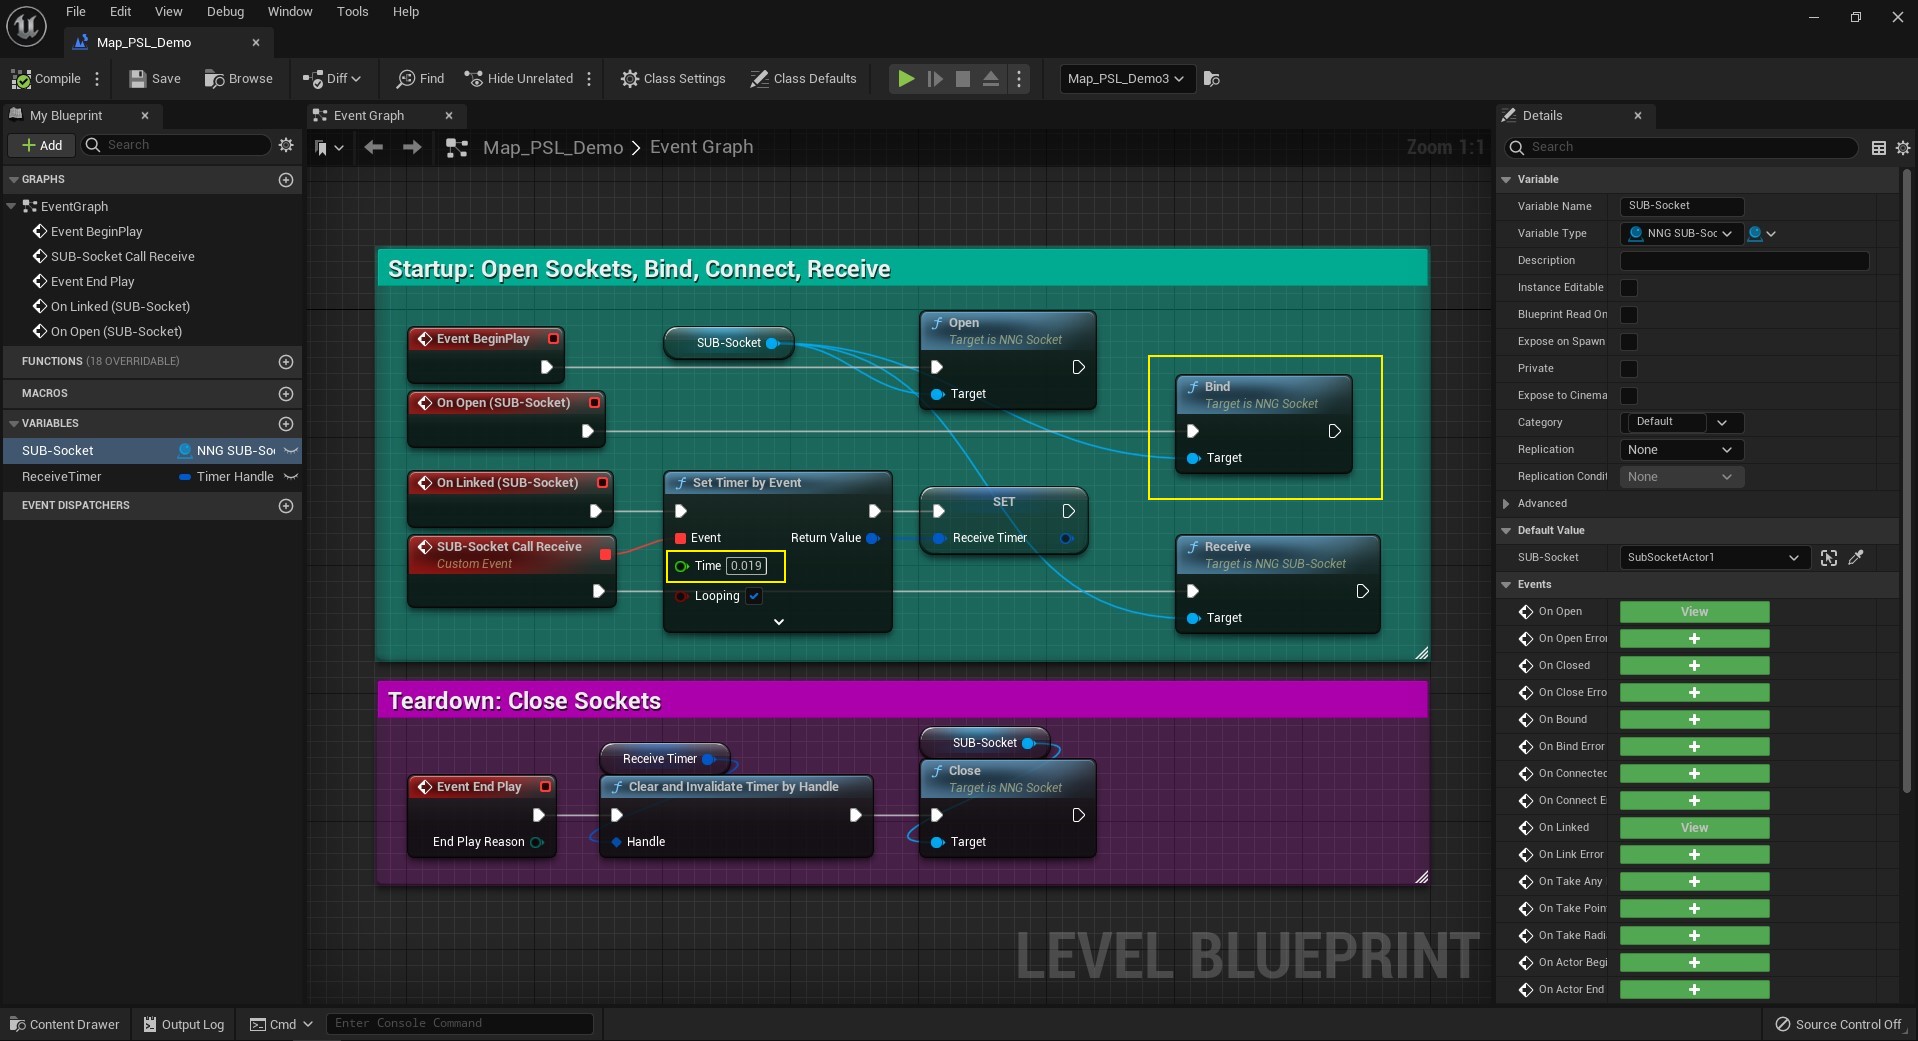 File Edit View Debug Window Tools Help
Map_PSL_Demo
Compile Save Browse Diff Find Hide Unrelated Class Settings Class Defaults Map_PSL_Demo3
My Blueprint
Add Search
GRAPHS
EventGraph
Event BeginPlay
SUB-Socket Call Receive
Event End Play
On Linked (SUB-Socket)
On Open (SUB-Socket)
FUNCTIONS (18 OVERRIDABLE)
MACROS
VARIABLES
SUB-Socket NNG SUB-So
ReceiveTimer Timer Handle
EVENT DISPATCHERS
Event Graph
Map_PSL_Demo > Event Graph Zoom 1:1
Startup: Open Sockets, Bind, Connect, Receive
Event BeginPlay
SUB-Socket
Open
Target is NNG Socket
Target
On Open (SUB-Socket)
Bind
Target is NNG Socket
Target
On Linked (SUB-Socket)
Set Timer by Event
Event Return Value
Time 0.019
Looping
SET
Receive Timer
SUB-Socket Call Receive
Custom Event
Receive
Target is NNG SUB-Socket
Target
Teardown: Close Sockets
Receive Timer
SUB-Socket
Event End Play
End Play Reason
Clear and Invalidate Timer by Handle
Handle
Close
Target is NNG Socket
Target
LEVEL BLUEPRINT
Details
Search
Variable
Variable Name SUB-Socket
Variable Type NNG SUB-Soc
Description
Instance Editable
Blueprint Read On
Expose on Spawn
Private
Expose to Cinema
Category Default
Replication None
Replication Condit None
Advanced
Default Value
SUB-Socket SubSocketActor1
Events
On Open View
On Open Error
On Closed
On Close Erro
On Bound
On Bind Error
On Connected
On Connect E
On Linked View
On Link Error
On Take Any
On Take Poin
On Take Radi
On Actor Begi
On Actor End
Content Drawer Output Log Cmd Enter Console Command Source Control Off